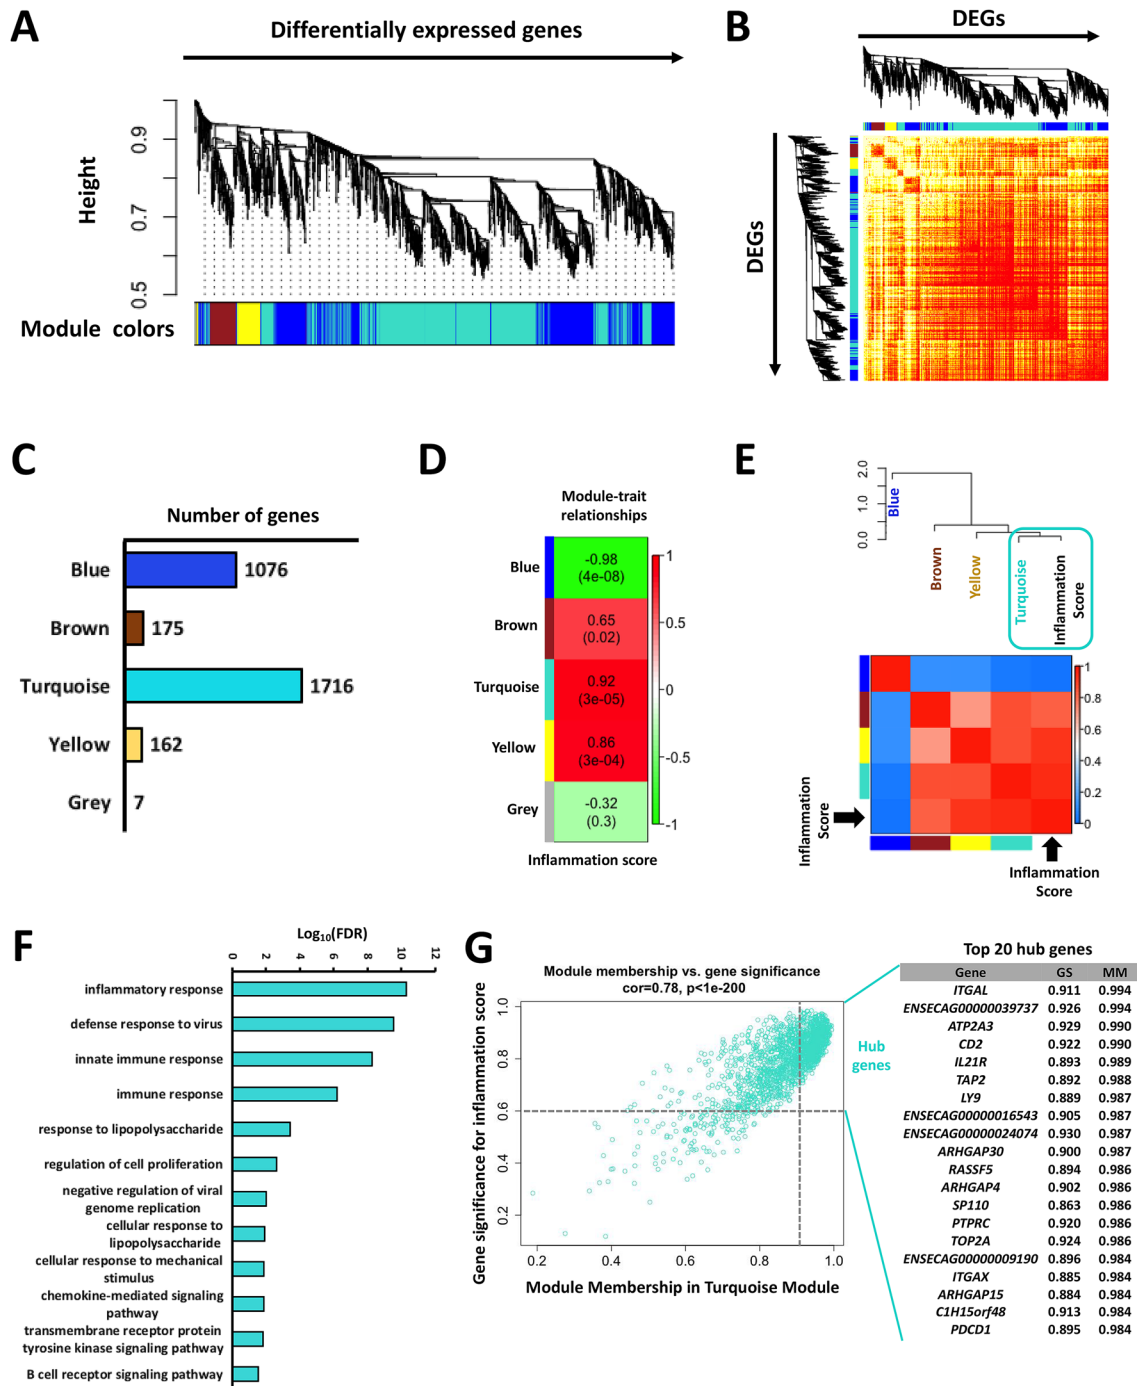 A
Differentially expressed genes
Height
0.9
0.7
0.5
Module colors
B
DEGs
DEGs
C
Number of genes
Blue 1076
Brown 175
Turquoise 1716
Yellow 162
Grey 7
D
Module-trait
relationships
Blue
-0.98
(4e-08)
Brown
0.65
(0.02)
Turquoise
0.92
(3e-05)
Yellow
0.86
(3e-04)
Grey
-0.32
(0.3)
1
0.5
0
-0.5
-1
Inflammation score
E
2.0
1.0
0.0
Blue
Brown
Yellow
Turquoise
Inflammation
Score
1
0.8
0.6
0.4
0.2
0
Inflammation
Score
Inflammation
Score
F
Log10(FDR)
0 2 4 6 8 10 12
inflammatory response
defense response to virus
innate immune response
immune response
response to lipopolysaccharide
regulation of cell proliferation
negative regulation of viral
genome replication
cellular response to
lipopolysaccharide
cellular response to mechanical
stimulus
chemokine-mediated signaling
pathway
transmembrane receptor protein
tyrosine kinase signaling pathway
B cell receptor signaling pathway
G
Module membership vs. gene significance
cor=0.78, p<1e-200
Gene significance for inflammation score
1.0
0.8
0.6
0.4
0.2
0.2 0.4 0.6 0.8 1.0
Module Membership in Turquoise Module
Hub
genes
Top 20 hub genes
Gene GS MM
ITGAL 0.911 0.994
ENSECAG00000039737 0.926 0.994
ATP2A3 0.929 0.990
CD2 0.922 0.990
IL21R 0.893 0.989
TAP2 0.892 0.988
LY9 0.889 0.987
ENSECAG00000016543 0.905 0.987
ENSECAG00000024074 0.930 0.987
ARHGAP30 0.900 0.987
RASSF5 0.894 0.986
ARHGAP4 0.902 0.986
SP110 0.863 0.986
PTPRC 0.920 0.986
TOP2A 0.924 0.986
ENSECAG00000009190 0.896 0.984
ITGAX 0.885 0.984
ARHGAP15 0.884 0.984
C1H15orf48 0.913 0.984
PDCD1 0.895 0.984